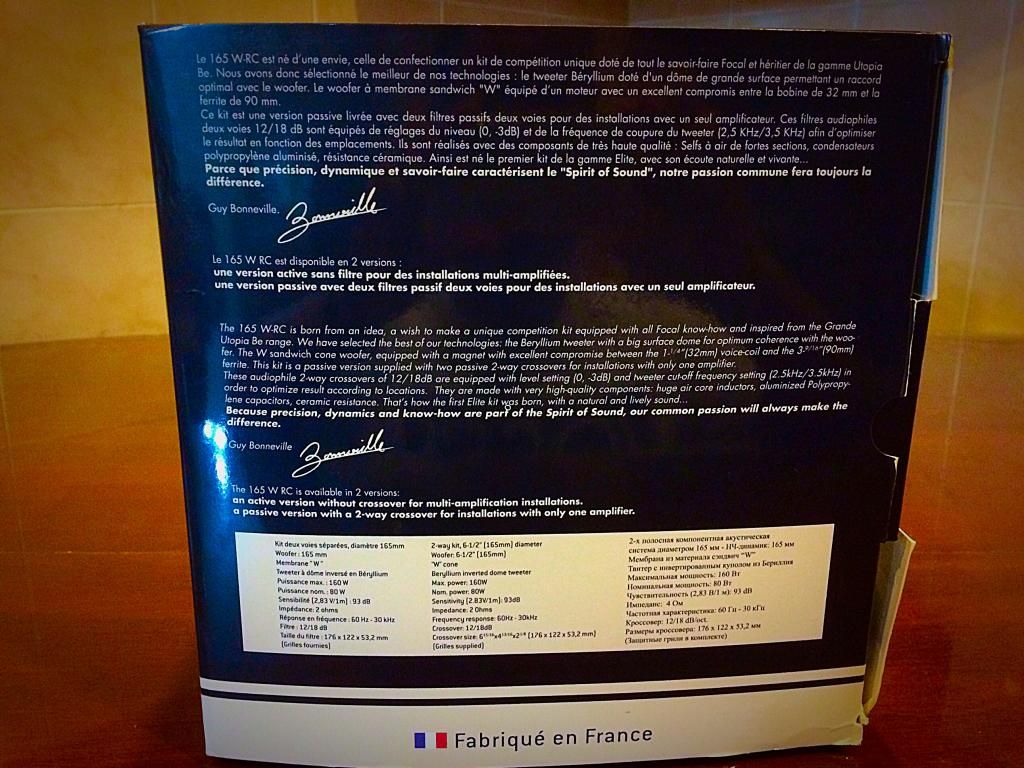 Le 165 W-RC est né d'une envie, celle de confectionner un kit de compétition unique doté de tout le savoir-faire Focal et héritier de la gamme Utopia
Be. Nous avons donc sélectionné le meilleur de nos technologies : le tweeter Béryllium doté d'un dôme de grande surface permettant un raccord
optimal avec le woofer. Le woofer à membrane sandwich "W" équipé d'un moteur avec un excellent compromis entre la bobine de 32 mm et la
ferrite de 90 mm.
Ce kit est une version passive livrée avec deux filtres passifs deux voies pour des installations avec un seul amplificateur. Ces filtres audiophiles
deux voies 12/18 dB sont équipés de réglages du niveau (0, -3dB) et de la fréquence de coupure du tweeter (2,5 KHz/3,5 KHz) afin d'optimiser
le résultat en fonction des emplacements. Ils sont réalisés avec des composants de très haute qualité : Selfs à air de fortes sections, condensateurs
polypropylène aluminisé, résistance céramique. Ainsi est né le premier kit de la gamme Elite, avec son écoute naturelle et vivante...
Parce que précision, dynamique et savoir-faire caractérisent le "Spirit of Sound", notre passion commune fera toujours la
différence.
Guy Bonneville. Bonneville
Le 165 W RC est disponible en 2 versions :
une version active sans filtre pour des installations multi-amplifiées.
une version passive avec deux filtres passif deux voies pour des installations avec un seul amplificateur.
The 165 W-RC is born from an idea, a wish to make a unique competition kit equipped with all Focal know-how and inspired from the Grande
Utopia Be range. We have selected the best of our technologies: the Beryllium tweeter with a big surface dome for optimum coherence with the woo-
fer. The W sandwich cone woofer, equipped with a magnet with excellent compromise between the 1-1/4"(32mm) voice-coil and the 3-9/16"(90mm)
ferrite. This kit is a passive version supplied with two passive 2-way crossovers for installations with only one amplifier.
These audiophile 2-way crossovers of 12/18dB are equipped with level setting (0, -3dB) and tweeter cut-off frequency setting (2.5kHz/3.5kHz) in
order to optimize result according to locations. They are made with very high-quality components: huge air core inductors, aluminized Polypropy-
lene capacitors, ceramic resistance. That's how the first Elite kit was born, with a natural and lively sound...
Because precision, dynamics and know-how are part of the Spirit of Sound, our common passion will always make the
difference.
Guy Bonneville Bonneville
The 165 W RC is available in 2 versions:
an active version without crossover for multi-amplification installations.
a passive version with a 2-way crossover for installations with only one amplifier.
Kit deux voies séparées, diamètre 165mm
Woofer : 165 mm
Membrane "W"
Tweeter à dôme inversé en Béryllium
Puissance max. : 160 W
Puissance nom. : 80 W
Sensibilité (2,83 V/1m) : 93 dB
Impédance: 2 ohms
Réponse en fréquence : 60 Hz - 30 kHz
Filtre : 12/18 dB
Taille du filtre : 176 x 122 x 53,2 mm
(Grilles fournies)
2-way kit, 6-1/2" (165mm) diameter
Woofer: 6-1/2" (165mm)
"W" cone
Beryllium inverted dome tweeter
Max. power: 160W
Nom. power: 80W
Sensitivity (2.83V/1m): 93dB
Impedance: 2 Ohms
Frequency response: 60Hz - 30kHz
Crossover: 12/18dB
Crossover size: 6 15/16x4 13/16x2 1/8 (176 x 122 x 53,2 mm)
(Grilles supplied)
2-х полосная компонентная акустическая
система диаметром 165 мм - НЧ-динамик: 165 мм
Мембрана из материала сэндвич "W"
Твитер с инвертированным куполом из Бериллия
Максимальная мощность: 160 Вт
Номинальная мощность: 80 Вт
Чувствительность (2,83 В/1 м): 93 dB
Импеданс: 4 Ом
Частотная характеристика: 60 Гц - 30 кГц
Кроссовер: 12/18 dB/oct.
Размеры кроссовера: 176 x 122 x 53,2 мм
(Защитные грили в комплекте)
Fabriqué en France